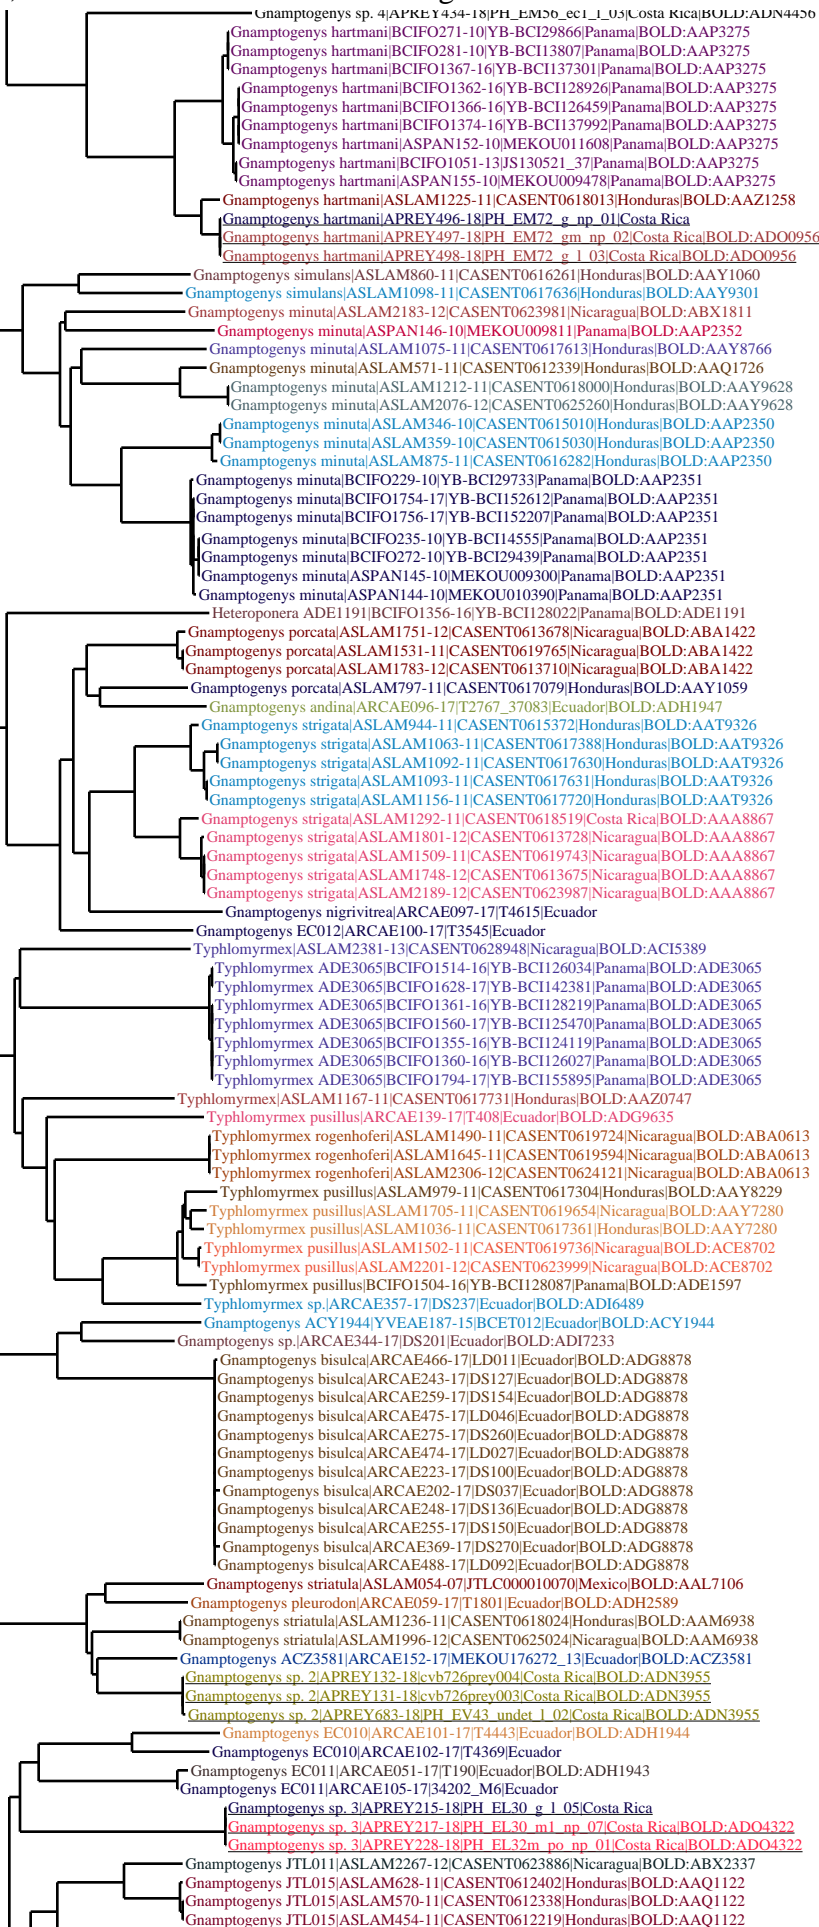 Gnamptogenys sp. 4|APREY434-18|PH_EM56_ec1_l_03|Costa Rica|BOLD:ADN4456
Gnamptogenys hartmani|BCIFO271-10|YB-BCI29866|Panama|BOLD:AAP3275
Gnamptogenys hartmani|BCIFO281-10|YB-BCI13807|Panama|BOLD:AAP3275
Gnamptogenys hartmani|BCIFO1367-16|YB-BCI137301|Panama|BOLD:AAP3275
Gnamptogenys hartmani|BCIFO1362-16|YB-BCI128926|Panama|BOLD:AAP3275
Gnamptogenys hartmani|BCIFO1366-16|YB-BCI126459|Panama|BOLD:AAP3275
Gnamptogenys hartmani|BCIFO1374-16|YB-BCI137992|Panama|BOLD:AAP3275
Gnamptogenys hartmani|ASPAN152-10|MEKOU011608|Panama|BOLD:AAP3275
Gnamptogenys hartmani|BCIFO1051-13|JS130521_37|Panama|BOLD:AAP3275
Gnamptogenys hartmani|ASPAN155-10|MEKOU009478|Panama|BOLD:AAP3275
Gnamptogenys hartmani|ASLAM1225-11|CASENT0618013|Honduras|BOLD:AAZ1258
Gnamptogenys hartmani|APREY496-18|PH_EM72_g_np_01|Costa Rica
Gnamptogenys hartmani|APREY497-18|PH_EM72_gm_np_02|Costa Rica|BOLD:ADO0956
Gnamptogenys hartmani|APREY498-18|PH_EM72_g_l_03|Costa Rica|BOLD:ADO0956
Gnamptogenys simulans|ASLAM860-11|CASENT0616261|Honduras|BOLD:AAY1060
Gnamptogenys simulans|ASLAM1098-11|CASENT0617636|Honduras|BOLD:AAY9301
Gnamptogenys minuta|ASLAM2183-12|CASENT0623981|Nicaragua|BOLD:ABX1811
Gnamptogenys minuta|ASPAN146-10|MEKOU009811|Panama|BOLD:AAP2352
Gnamptogenys minuta|ASLAM1075-11|CASENT0617613|Honduras|BOLD:AAY8766
Gnamptogenys minuta|ASLAM571-11|CASENT0612339|Honduras|BOLD:AAQ1726
Gnamptogenys minuta|ASLAM1212-11|CASENT0618000|Honduras|BOLD:AAY9628
Gnamptogenys minuta|ASLAM2076-12|CASENT0625260|Honduras|BOLD:AAY9628
Gnamptogenys minuta|ASLAM346-10|CASENT0615010|Honduras|BOLD:AAP2350
Gnamptogenys minuta|ASLAM359-10|CASENT0615030|Honduras|BOLD:AAP2350
Gnamptogenys minuta|ASLAM875-11|CASENT0616282|Honduras|BOLD:AAP2350
Gnamptogenys minuta|BCIFO229-10|YB-BCI29733|Panama|BOLD:AAP2351
Gnamptogenys minuta|BCIFO1754-17|YB-BCI152612|Panama|BOLD:AAP2351
Gnamptogenys minuta|BCIFO1756-17|YB-BCI152207|Panama|BOLD:AAP2351
Gnamptogenys minuta|BCIFO235-10|YB-BCI14555|Panama|BOLD:AAP2351
Gnamptogenys minuta|BCIFO272-10|YB-BCI29439|Panama|BOLD:AAP2351
Gnamptogenys minuta|ASPAN145-10|MEKOU009300|Panama|BOLD:AAP2351
Gnamptogenys minuta|ASPAN144-10|MEKOU010390|Panama|BOLD:AAP2351
Heteroponera ADE1191|BCIFO1356-16|YB-BCI128022|Panama|BOLD:ADE1191
Gnamptogenys porcata|ASLAM1751-12|CASENT0613678|Nicaragua|BOLD:ABA1422
Gnamptogenys porcata|ASLAM1531-11|CASENT0619765|Nicaragua|BOLD:ABA1422
Gnamptogenys porcata|ASLAM1783-12|CASENT0613710|Nicaragua|BOLD:ABA1422
Gnamptogenys porcata|ASLAM797-11|CASENT0617079|Honduras|BOLD:AAY1059
Gnamptogenys andina|ARCAE096-17|T2767_37083|Ecuador|BOLD:ADH1947
Gnamptogenys strigata|ASLAM944-11|CASENT0615372|Honduras|BOLD:AAT9326
Gnamptogenys strigata|ASLAM1063-11|CASENT0617388|Honduras|BOLD:AAT9326
Gnamptogenys strigata|ASLAM1092-11|CASENT0617630|Honduras|BOLD:AAT9326
Gnamptogenys strigata|ASLAM1093-11|CASENT0617631|Honduras|BOLD:AAT9326
Gnamptogenys strigata|ASLAM1156-11|CASENT0617720|Honduras|BOLD:AAT9326
Gnamptogenys strigata|ASLAM1292-11|CASENT0618519|Costa Rica|BOLD:AAA8867
Gnamptogenys strigata|ASLAM1801-12|CASENT0613728|Nicaragua|BOLD:AAA8867
Gnamptogenys strigata|ASLAM1509-11|CASENT0619743|Nicaragua|BOLD:AAA8867
Gnamptogenys strigata|ASLAM1748-12|CASENT0613675|Nicaragua|BOLD:AAA8867
Gnamptogenys strigata|ASLAM2189-12|CASENT0623987|Nicaragua|BOLD:AAA8867
Gnamptogenys nigrivitrea|ARCAE097-17|T4615|Ecuador
Gnamptogenys EC012|ARCAE100-17|T3545|Ecuador
Typhlomyrmex|ASLAM2381-13|CASENT0628948|Nicaragua|BOLD:ACI5389
Typhlomyrmex ADE3065|BCIFO1514-16|YB-BCI126034|Panama|BOLD:ADE3065
Typhlomyrmex ADE3065|BCIFO1628-17|YB-BCI142381|Panama|BOLD:ADE3065
Typhlomyrmex ADE3065|BCIFO1361-16|YB-BCI128219|Panama|BOLD:ADE3065
Typhlomyrmex ADE3065|BCIFO1560-17|YB-BCI125470|Panama|BOLD:ADE3065
Typhlomyrmex ADE3065|BCIFO1355-16|YB-BCI124119|Panama|BOLD:ADE3065
Typhlomyrmex ADE3065|BCIFO1360-16|YB-BCI126027|Panama|BOLD:ADE3065
Typhlomyrmex ADE3065|BCIFO1794-17|YB-BCI155895|Panama|BOLD:ADE3065
Typhlomyrmex|ASLAM1167-11|CASENT0617731|Honduras|BOLD:AAZ0747
Typhlomyrmex pusillus|ARCAE139-17|T408|Ecuador|BOLD:ADG9635
Typhlomyrmex rogenhoferi|ASLAM1490-11|CASENT0619724|Nicaragua|BOLD:ABA0613
Typhlomyrmex rogenhoferi|ASLAM1645-11|CASENT0619594|Nicaragua|BOLD:ABA0613
Typhlomyrmex rogenhoferi|ASLAM2306-12|CASENT0624121|Nicaragua|BOLD:ABA0613
Typhlomyrmex pusillus|ASLAM979-11|CASENT0617304|Honduras|BOLD:AAY8229
Typhlomyrmex pusillus|ASLAM1705-11|CASENT0619654|Nicaragua|BOLD:AAY7280
Typhlomyrmex pusillus|ASLAM1036-11|CASENT0617361|Honduras|BOLD:AAY7280
Typhlomyrmex pusillus|ASLAM1502-11|CASENT0619736|Nicaragua|BOLD:ACE8702
Typhlomyrmex pusillus|ASLAM2201-12|CASENT0623999|Nicaragua|BOLD:ACE8702
Typhlomyrmex pusillus|BCIFO1504-16|YB-BCI128087|Panama|BOLD:ADE1597
Typhlomyrmex sp.|ARCAE357-17|DS237|Ecuador|BOLD:ADI6489
Gnamptogenys ACY1944|YVEAE187-15|BCET012|Ecuador|BOLD:ACY1944
Gnamptogenys sp.|ARCAE344-17|DS201|Ecuador|BOLD:ADI7233
Gnamptogenys bisulca|ARCAE466-17|LD011|Ecuador|BOLD:ADG8878
Gnamptogenys bisulca|ARCAE243-17|DS127|Ecuador|BOLD:ADG8878
Gnamptogenys bisulca|ARCAE259-17|DS154|Ecuador|BOLD:ADG8878
Gnamptogenys bisulca|ARCAE475-17|LD046|Ecuador|BOLD:ADG8878
Gnamptogenys bisulca|ARCAE275-17|DS260|Ecuador|BOLD:ADG8878
Gnamptogenys bisulca|ARCAE474-17|LD027|Ecuador|BOLD:ADG8878
Gnamptogenys bisulca|ARCAE223-17|DS100|Ecuador|BOLD:ADG8878
Gnamptogenys bisulca|ARCAE202-17|DS037|Ecuador|BOLD:ADG8878
Gnamptogenys bisulca|ARCAE248-17|DS136|Ecuador|BOLD:ADG8878
Gnamptogenys bisulca|ARCAE255-17|DS150|Ecuador|BOLD:ADG8878
Gnamptogenys bisulca|ARCAE369-17|DS270|Ecuador|BOLD:ADG8878
Gnamptogenys bisulca|ARCAE488-17|LD092|Ecuador|BOLD:ADG8878
Gnamptogenys striatula|ASLAM054-07|JTLC000010070|Mexico|BOLD:AAL7106
Gnamptogenys pleurodon|ARCAE059-17|T1801|Ecuador|BOLD:ADH2589
Gnamptogenys striatula|ASLAM1236-11|CASENT0618024|Honduras|BOLD:AAM6938
Gnamptogenys striatula|ASLAM1996-12|CASENT0625024|Nicaragua|BOLD:AAM6938
Gnamptogenys ACZ3581|ARCAE152-17|MEKOU176272_13|Ecuador|BOLD:ACZ3581
Gnamptogenys sp. 2|APREY132-18|cvb726prey004|Costa Rica|BOLD:ADN3955
Gnamptogenys sp. 2|APREY131-18|cvb726prey003|Costa Rica|BOLD:ADN3955
Gnamptogenys sp. 2|APREY683-18|PH_EV43_undet_l_02|Costa Rica|BOLD:ADN3955
Gnamptogenys EC010|ARCAE101-17|T4443|Ecuador|BOLD:ADH1944
Gnamptogenys EC010|ARCAE102-17|T4369|Ecuador
Gnamptogenys EC011|ARCAE051-17|T190|Ecuador|BOLD:ADH1943
Gnamptogenys EC011|ARCAE105-17|34202_M6|Ecuador
Gnamptogenys sp. 3|APREY215-18|PH_EL30_g_l_05|Costa Rica
Gnamptogenys sp. 3|APREY217-18|PH_EL30_m1_np_07|Costa Rica|BOLD:ADO4322
Gnamptogenys sp. 3|APREY228-18|PH_EL32m_po_np_01|Costa Rica|BOLD:ADO4322
Gnamptogenys JTL011|ASLAM2267-12|CASENT0623886|Nicaragua|BOLD:ABX2337
Gnamptogenys JTL015|ASLAM628-11|CASENT0612402|Honduras|BOLD:AAQ1122
Gnamptogenys JTL015|ASLAM570-11|CASENT0612338|Honduras|BOLD:AAQ1122
Gnamptogenys JTL015|ASLAM454-11|CASENT0612219|Honduras|BOLD:AAQ1122